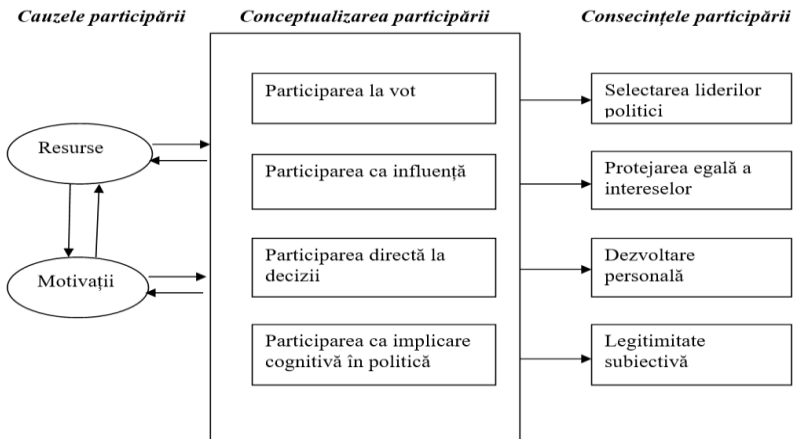 Cauzele participării
Conceptualizarea participării
Consecințele participării
Resurse
Motivații
Participarea la vot
Participarea ca influență
Participarea directă la
decizii
Participarea ca implicare
cognitivă în politică
Selectarea liderilor
politici
Protejarea egală a
intereselor
Dezvoltare
personală
Legitimitate
subiectivă